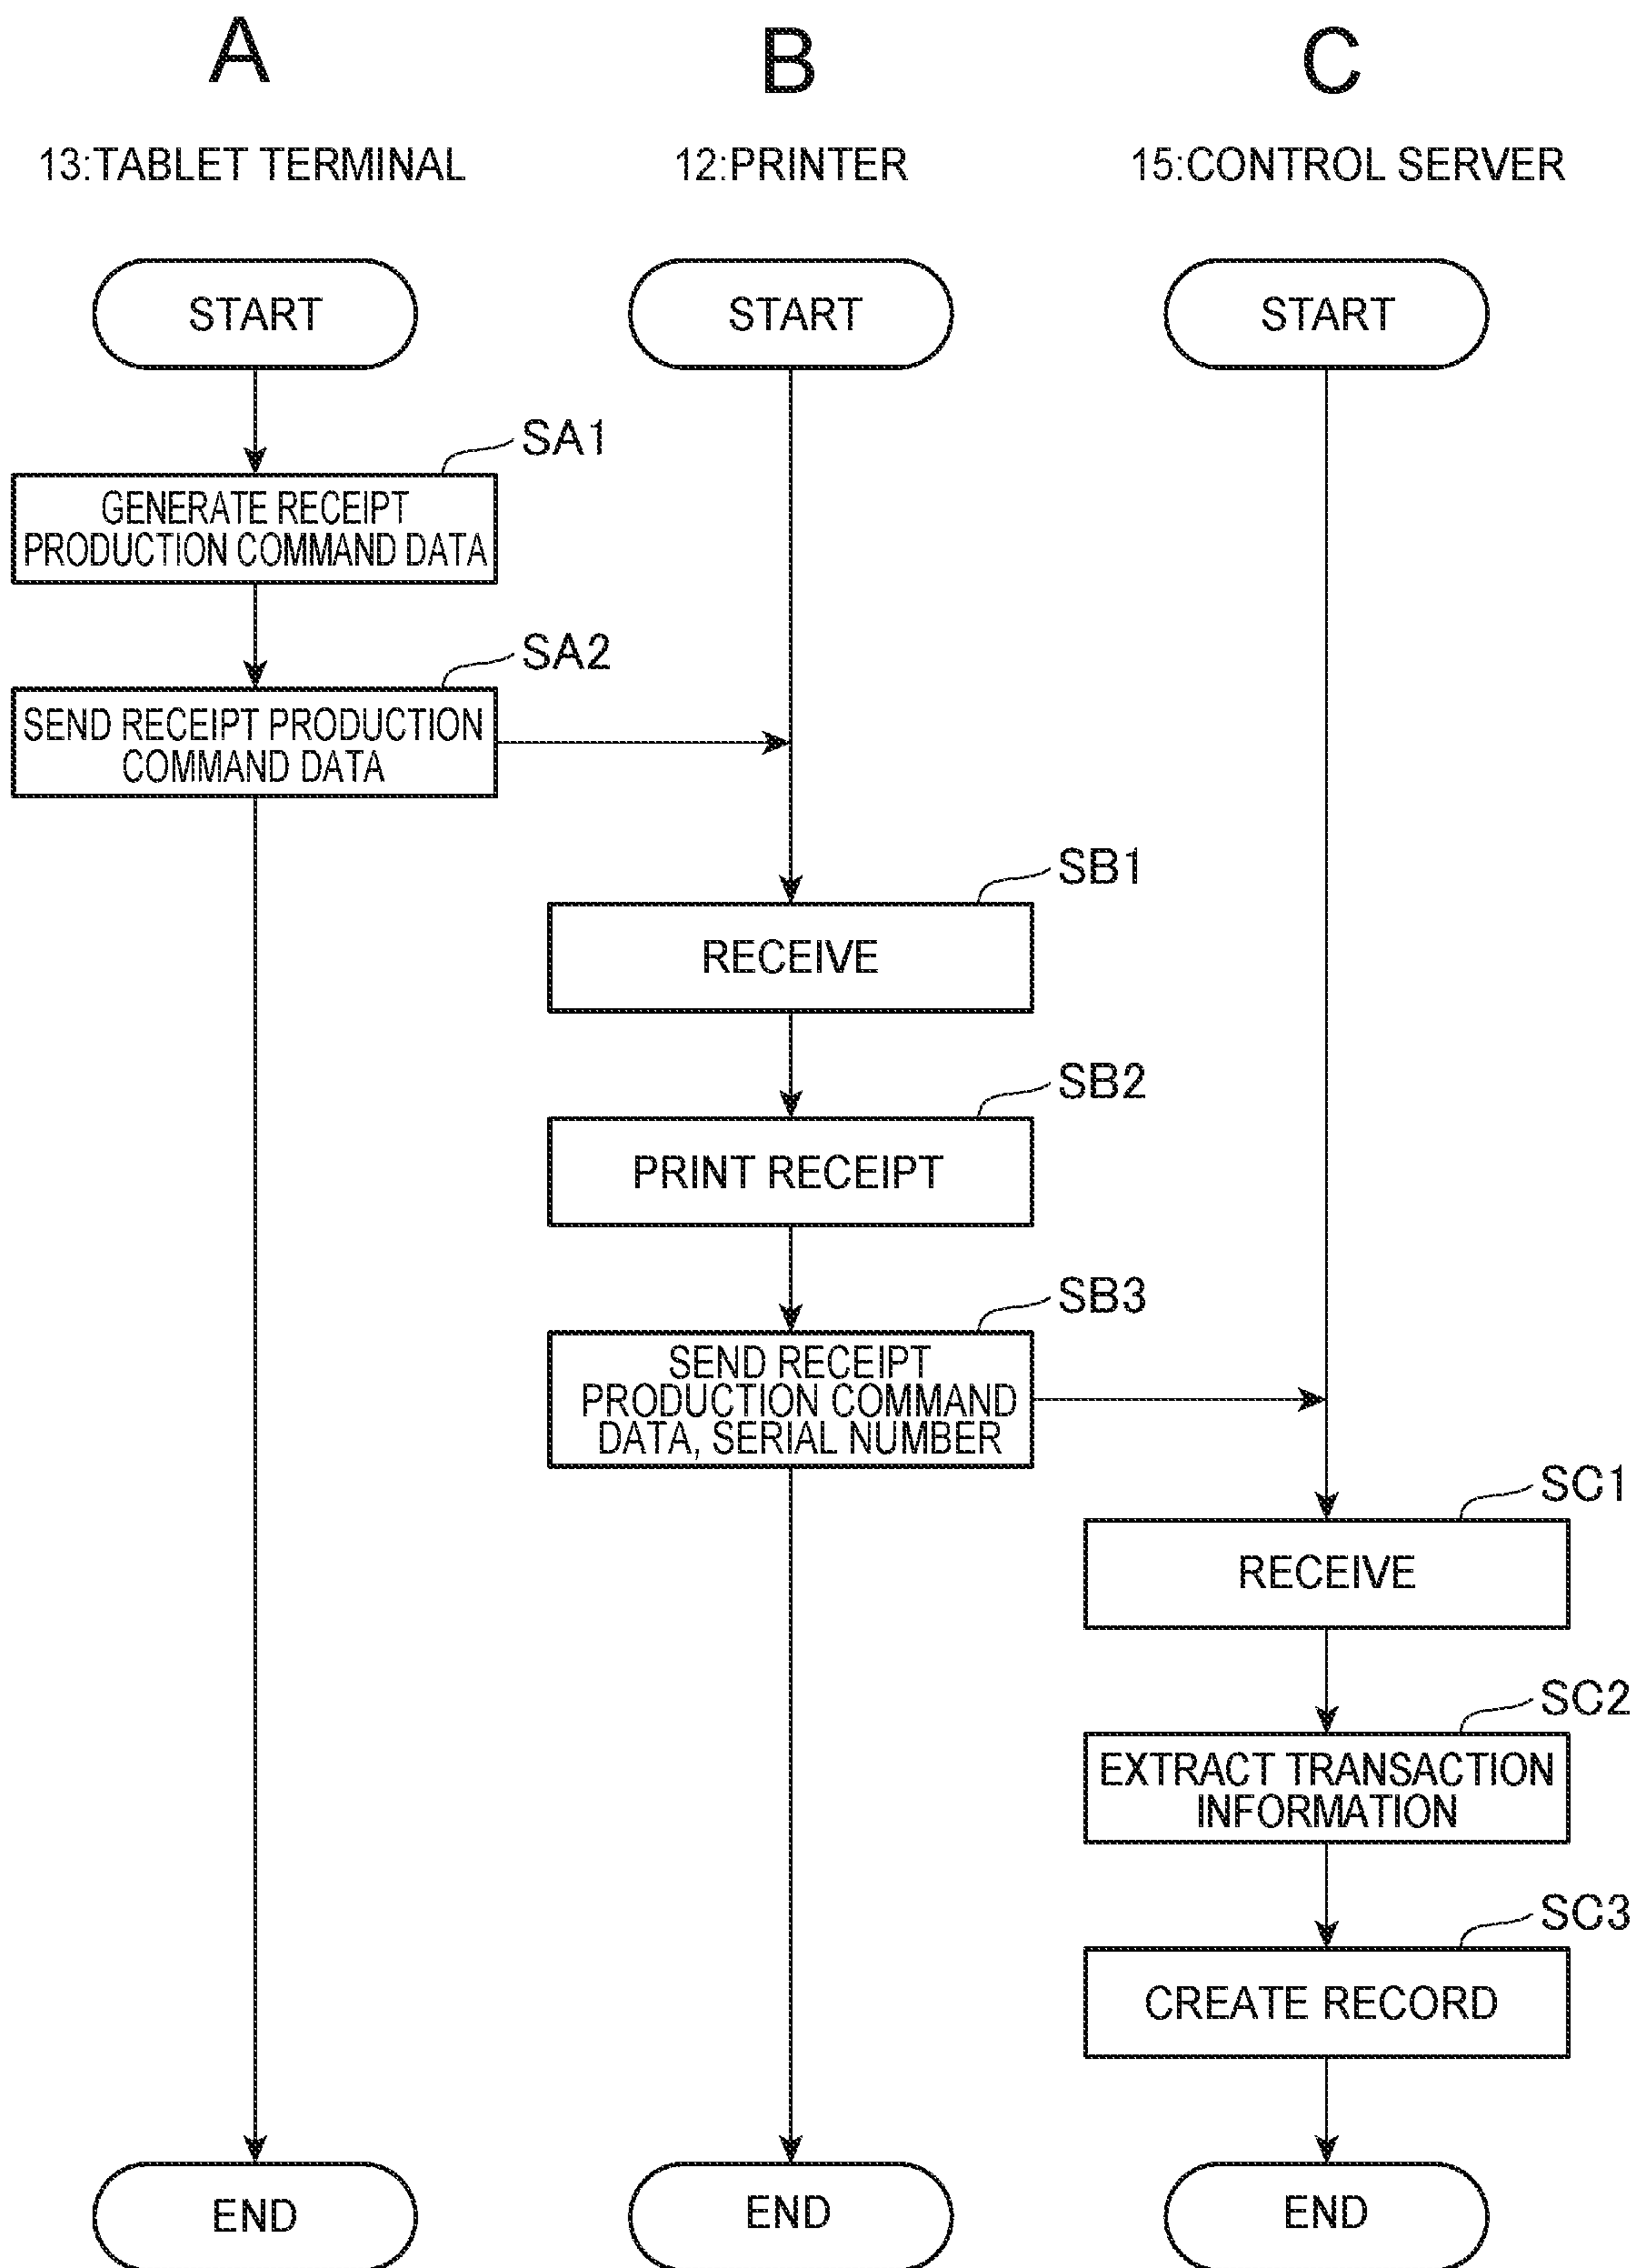 A
B
C
13:TABLET TERMINAL
12:PRINTER
15:CONTROL SERVER
START
START
START
SA1
GENERATE RECEIPT
PRODUCTION COMMAND DATA
SA2
SEND RECEIPT PRODUCTION
COMMAND DATA
SB1
RECEIVE
SB2
PRINT RECEIPT
SB3
SEND RECEIPT
PRODUCTION COMMAND
DATA, SERIAL NUMBER
SC1
RECEIVE
SC2
EXTRACT TRANSACTION
INFORMATION
SC3
CREATE RECORD
END
END
END